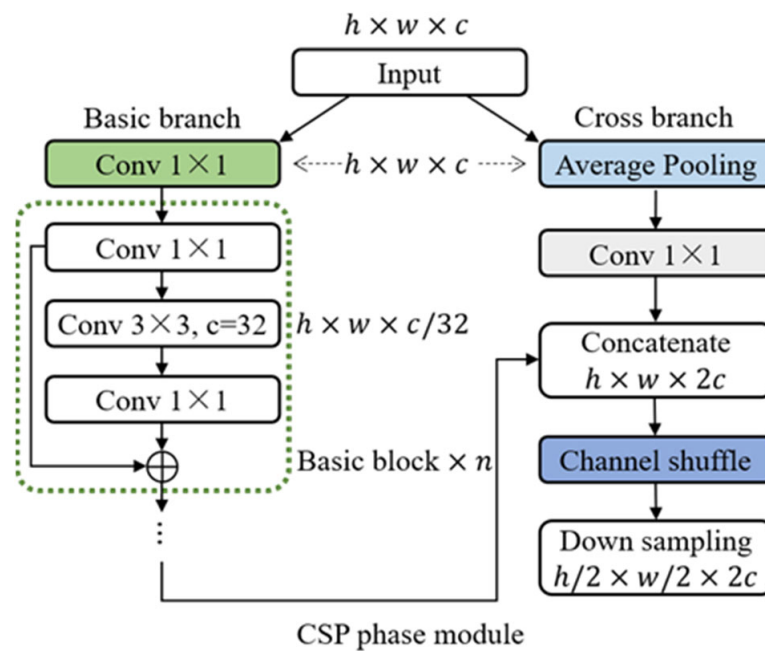 h × w × c
Input
Basic branch
Cross branch
Conv 1×1
h × w × c
Average Pooling
Conv 1×1
Conv 1×1
Conv 3×3, c=32
h × w × c/32
Concatenate
h × w × 2c
Conv 1×1
Basic block × n
Channel shuffle
⋮
Down sampling
h/2 × w/2 × 2c
CSP phase module